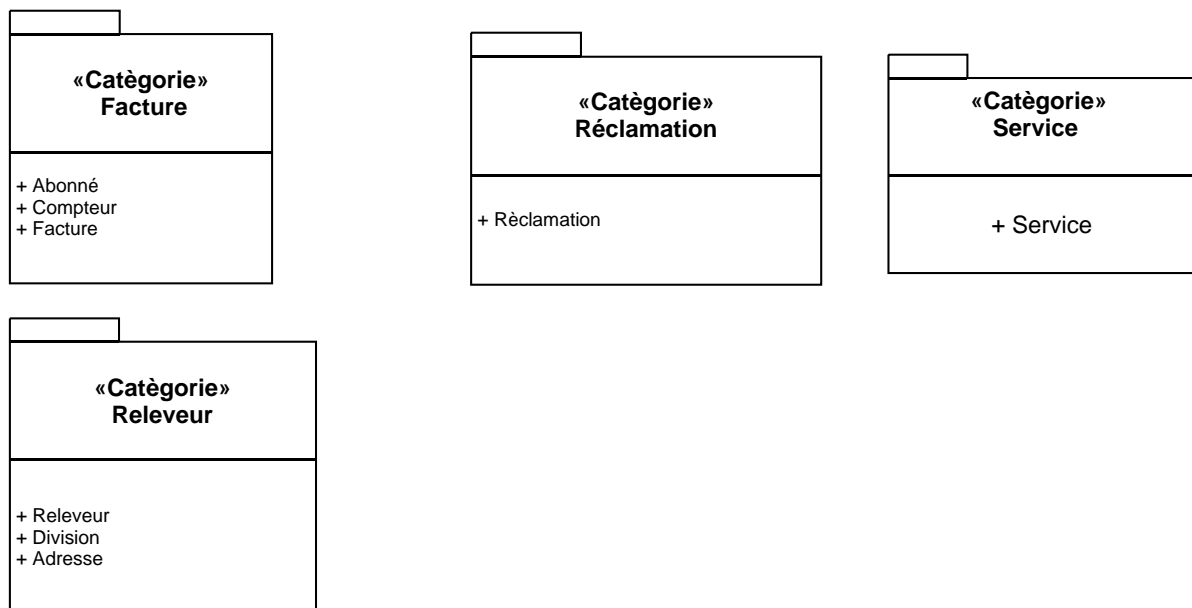 «Catègorie»
Facture
+ Abonné
+ Compteur
+ Facture
«Catègorie»
Réclamation
+ Rèclamation
«Catègorie»
Service
+ Service
«Catègorie»
Releveur
+ Releveur
+ Division
+ Adresse